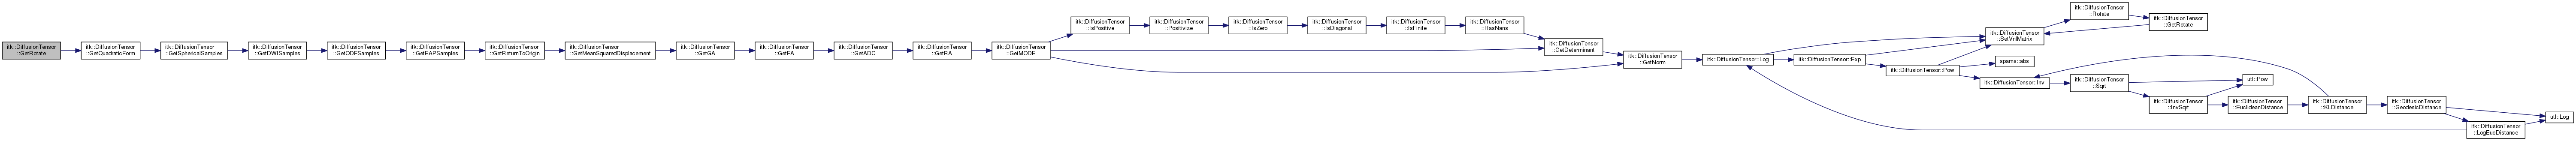 itk::DiffusionTensor
::GetRotate
itk::DiffusionTensor
::GetQuadraticForm
itk::DiffusionTensor
::GetSphericalSamples
itk::DiffusionTensor
::GetDWISamples
itk::DiffusionTensor
::GetODFSamples
itk::DiffusionTensor
::GetEAPSamples
itk::DiffusionTensor
::GetReturnToOrigin
itk::DiffusionTensor
::GetMeanSquaredDisplacement
itk::DiffusionTensor
::GetGA
itk::DiffusionTensor
::GetFA
itk::DiffusionTensor
::GetADC
itk::DiffusionTensor
::GetRA
itk::DiffusionTensor
::GetMODE
itk::DiffusionTensor
::IsPositive
itk::DiffusionTensor
::Positivize
itk::DiffusionTensor
::IsZero
itk::DiffusionTensor
::IsDiagonal
itk::DiffusionTensor
::IsFinite
itk::DiffusionTensor
::HasNans
itk::DiffusionTensor
::GetDeterminant
itk::DiffusionTensor
::GetNorm
itk::DiffusionTensor::Log
itk::DiffusionTensor::Exp
itk::DiffusionTensor::Pow
itk::DiffusionTensor
::SetVnlMatrix
spams::abs
itk::DiffusionTensor::Inv
itk::DiffusionTensor
::Rotate
itk::DiffusionTensor
::GetRotate
itk::DiffusionTensor
::Sqrt
itk::DiffusionTensor
::InvSqrt
utl::Pow
itk::DiffusionTensor
::EuclideanDistance
itk::DiffusionTensor
::KLDistance
itk::DiffusionTensor
::GeodesicDistance
itk::DiffusionTensor
::LogEucDistance
utl::Log